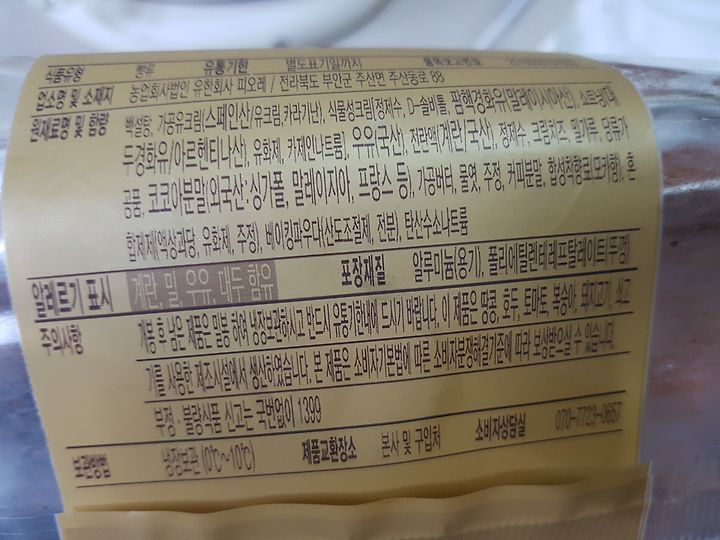 식품유형 빵류 유통기한 별도표기일까지 품목보고번호
업소명 및 소재지 농업회사법인 유한회사 피오레 / 전라북도 부안군 주산면 주산동로 88
원재료명 및 함량 백설탕, 가공유크림(스페인산/유크림,카라기난), 식물성크림{정제수, D-솔비톨, 팜핵경화유(말레이시아산), 쇼트닝(대
두경화유/아르헨티나산), 유화제, 카제인나트륨}, 우유(국산), 전란액{계란(국산), 정제수, 크림치즈, 밀가루, 당류가
공품, 코코아분말(외국산:싱가폴, 말레이지아, 프랑스 등), 가공버터, 물엿, 주정, 커피분말, 합성착향료(모카향), 혼
합제제(액상과당, 유화제, 주정), 베이킹파우더(산도조절제, 전분), 탄산수소나트륨
알레르기 표시 계란, 밀, 우유, 대두 함유 포장재질 알루미늄(용기), 폴리에틸렌테레프탈레이트(뚜껑)
주의사항 개봉 후 남은 제품은 밀봉 하여 냉장보관하시고 반드시 유통기한내에 드시기 바랍니다. 이 제품은 땅콩, 호두, 토마토, 복숭아, 돼지고기, 쇠고
기를 사용한 제조시설에서 생산하였습니다. 본 제품은 소비자기본법에 따른 소비자분쟁해결기준에 따라 보상받으실 수 있습니다.
부정·불량식품 신고는 국번없이 1399
보관방법 냉장보관 (0℃~10℃) 제품교환장소 본사 및 구입처 소비자상담실 070-7723-0657